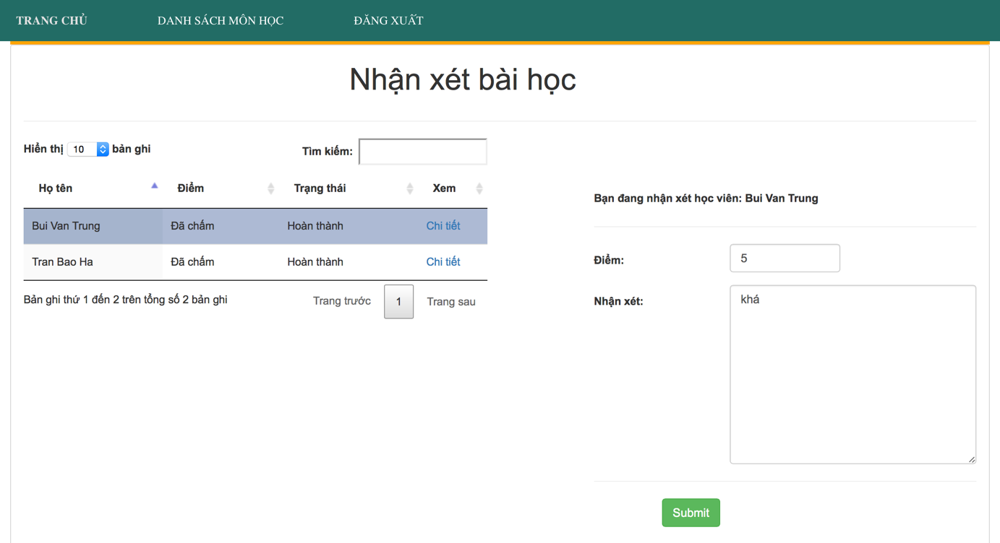 TRANG CHỦ DANH SÁCH MÔN HỌC ĐĂNG XUẤT
Nhận xét bài học
Hiển thị 10 bản ghi Tìm kiếm:
Họ tên Điểm Trạng thái Xem
Bui Van Trung Đã chấm Hoàn thành Chi tiết
Tran Bao Ha Đã chấm Hoàn thành Chi tiết
Bản ghi thứ 1 đến 2 trên tổng số 2 bản ghi Trang trước 1 Trang sau
Bạn đang nhận xét học viên: Bui Van Trung
Điểm: 5
Nhận xét: khá
Submit